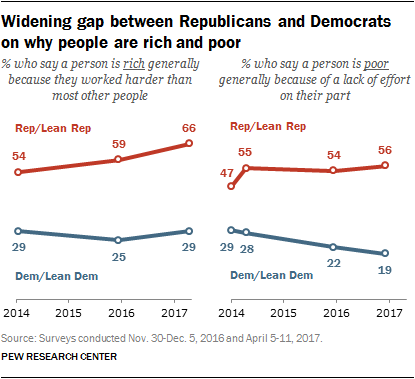 Widening gap between Republicans and Democrats
on why people are rich and poor
% who say a person is rich generally
because they worked harder than
most other people
Rep/Lean Rep
54
59
66
29
25
29
Dem/Lean Dem
2014
2015
2016
2017
% who say a person is poor
generally because of a lack of effort
on their part
Rep/Lean Rep
47
55
54
56
29
28
22
19
Dem/Lean Dem
2014
2015
2016
2017
Source: Surveys conducted Nov. 30-Dec. 5, 2016 and April 5-11, 2017.
PEW RESEARCH CENTER